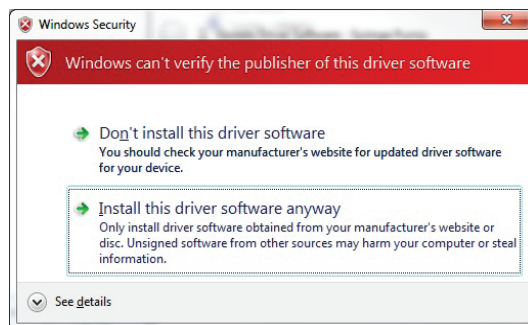 Windows Security
Windows can't verify the publisher of this driver software
Don't install this driver software
You should check your manufacturer's website for updated driver software
for your device.
Install this driver software anyway
Only install driver software obtained from your manufacturer's website or
disc. Unsigned software from other sources may harm your computer or steal
information.
See details